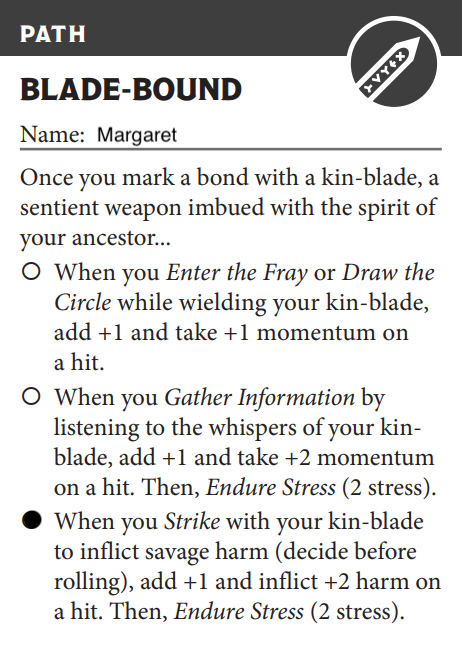 PATH
BLADE-BOUND
Name: Margaret
Once you mark a bond with a kin-blade, a
sentient weapon imbued with the spirit of
your ancestor...
When you Enter the Fray or Draw the
Circle while wielding your kin-blade,
add +1 and take +1 momentum on
a hit.
When you Gather Information by
listening to the whispers of your kin-
blade, add +1 and take +2 momentum
on a hit. Then, Endure Stress (2 stress).
When you Strike with your kin-blade
to inflict savage harm (decide before
rolling), add +1 and inflict +2 harm on
a hit. Then, Endure Stress (2 stress).